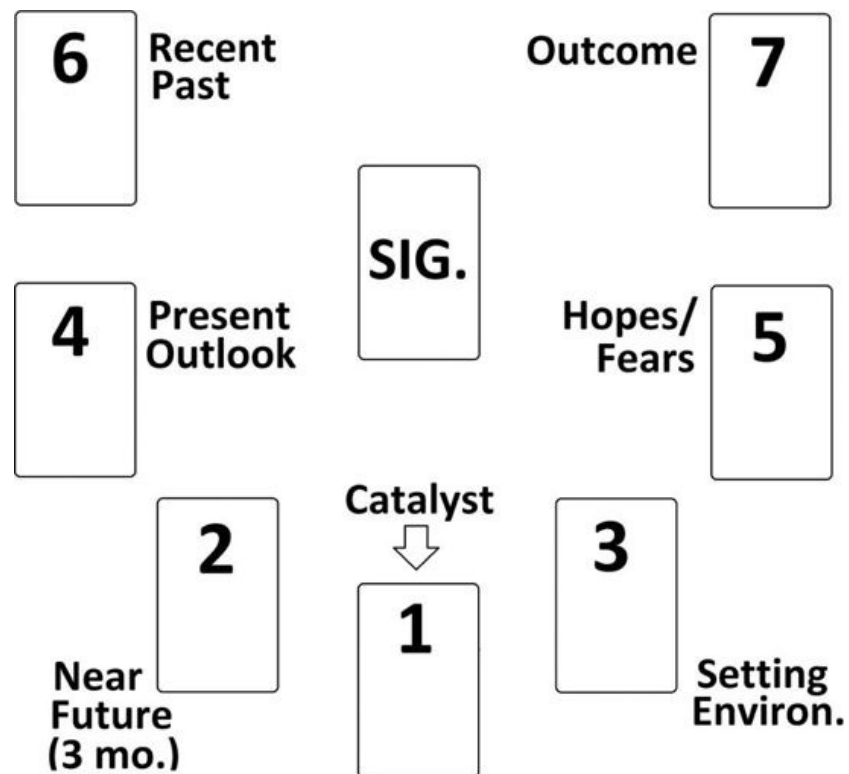 6
Recent
Past
Outcome
7
SIG.
4
Present
Outlook
Hopes/
Fears
5
2
Catalyst
1
3
Near
Future
(3 mo.)
Setting
Environ.